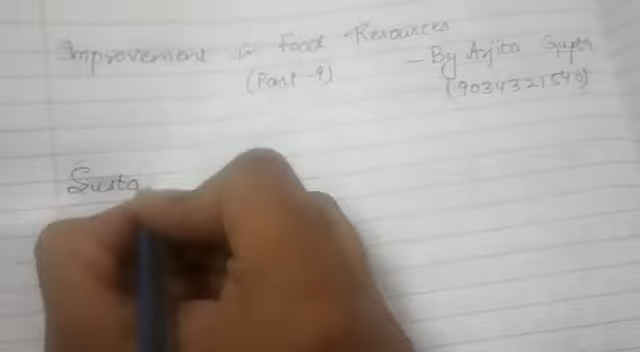 Improvement in Food Resources
- By Arjita Gupta
(Part -9)
(9034321540)
Susta